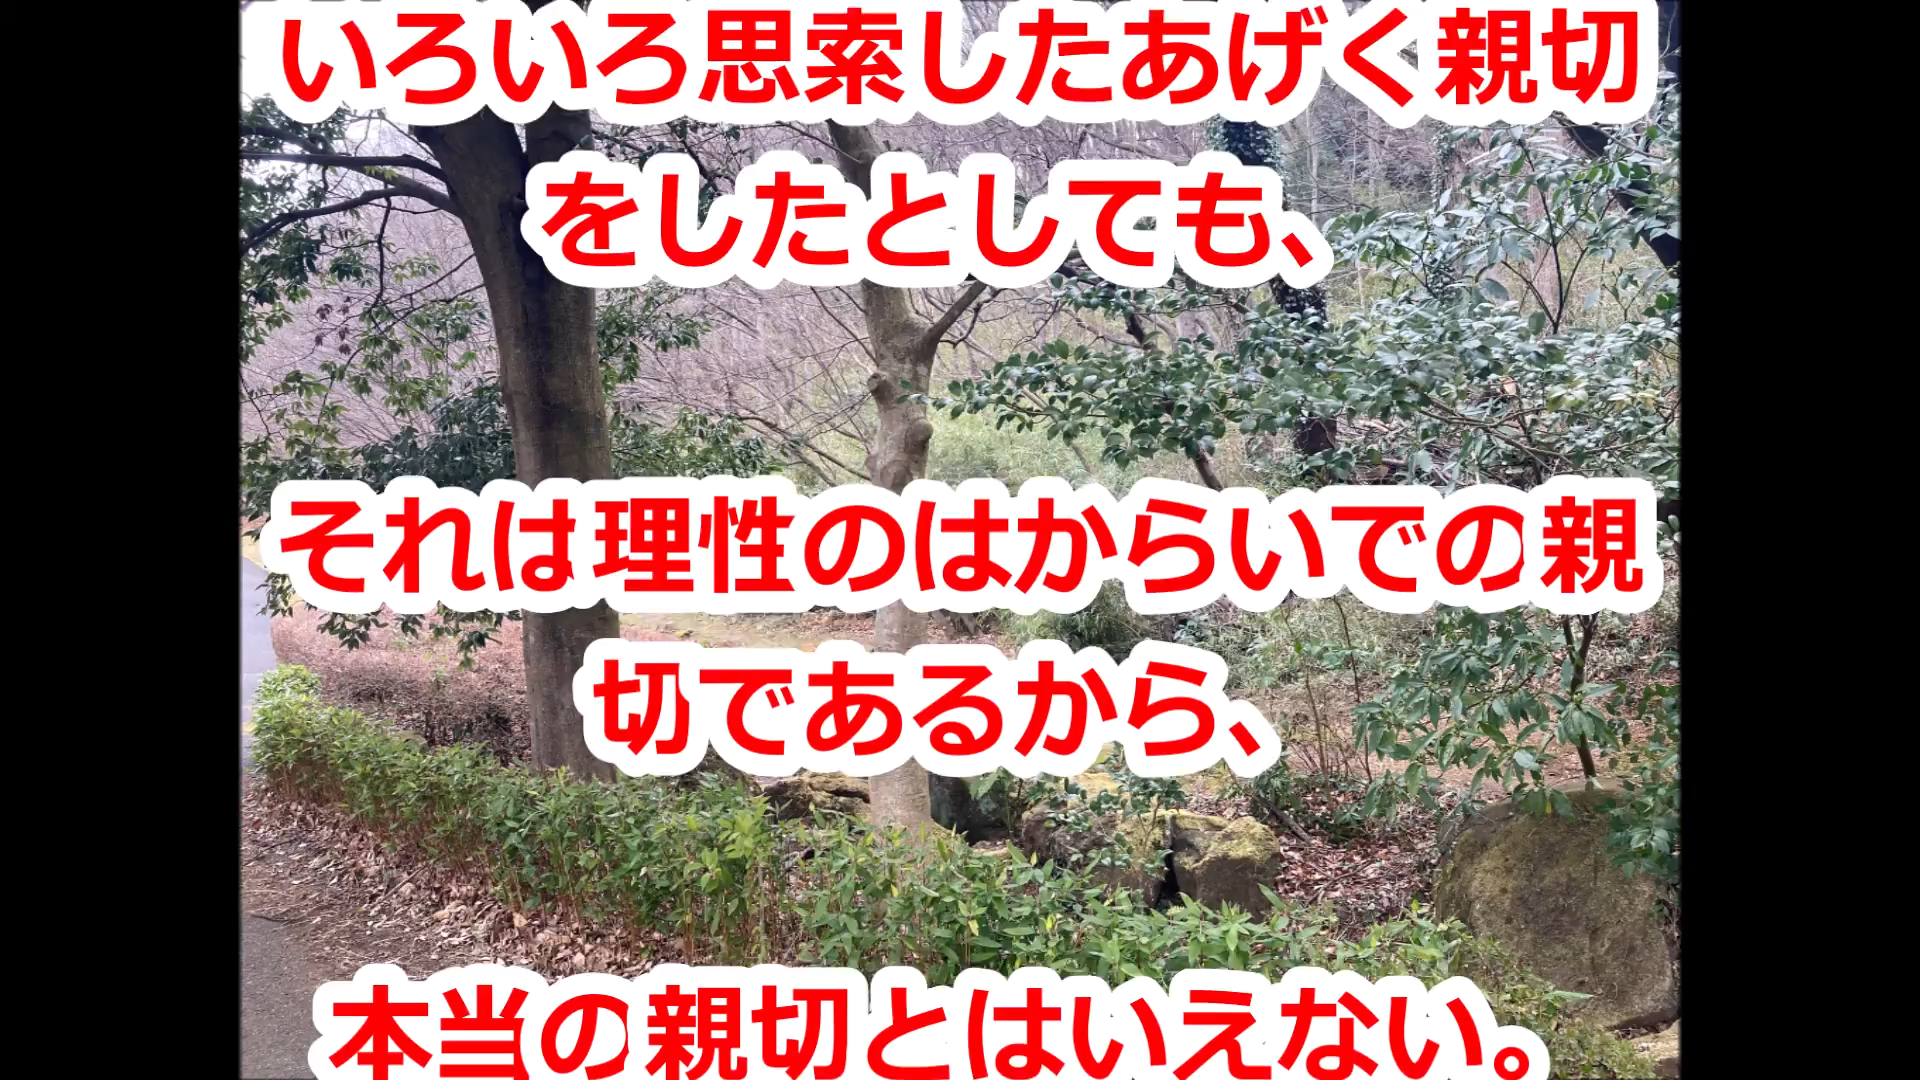 いろいろ思索したあげく親切
をしたとしても、
それは理性のはからいでの親
切であるから、
本当の親切とはいえない。